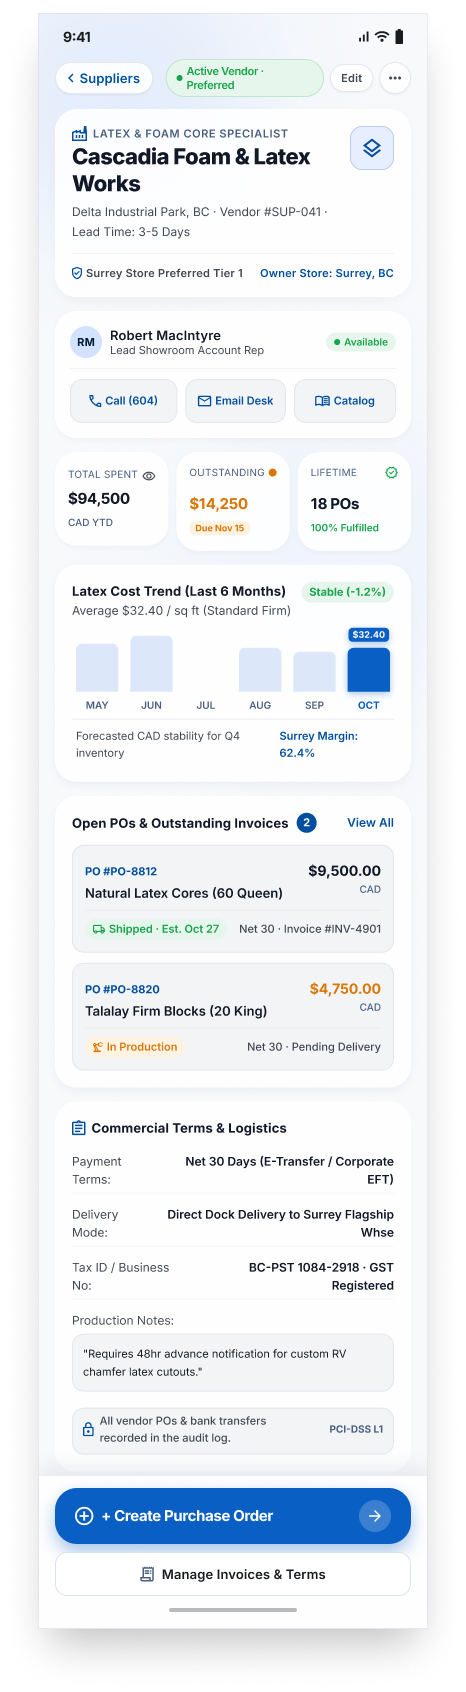 9:41
Suppliers
Active Vendor ·
Preferred
Edit
LATEX & FOAM CORE SPECIALIST
Cascadia Foam & Latex
Works
Delta Industrial Park, BC · Vendor #SUP-041 ·
Lead Time: 3-5 Days
Surrey Store Preferred Tier 1
Owner Store: Surrey, BC
RM
Robert MacIntyre
Lead Showroom Account Rep
Available
Call (604)
Email Desk
Catalog
TOTAL SPENT
$94,500
CAD YTD
OUTSTANDING
$14,250
Due Nov 15
LIFETIME
18 POs
100% Fulfilled
Latex Cost Trend (Last 6 Months)
Stable (-1.2%)
Average $32.40 / sq ft (Standard Firm)
$32.40
MAY JUN JUL AUG SEP OCT
Forecasted CAD stability for Q4
inventory
Surrey Margin:
62.4%
Open POs & Outstanding Invoices
2
View All
PO #PO-8812
$9,500.00
Natural Latex Cores (60 Queen)
CAD
Shipped · Est. Oct 27
Net 30 · Invoice #INV-4901
PO #PO-8820
$4,750.00
Talalay Firm Blocks (20 King)
CAD
In Production
Net 30 · Pending Delivery
Commercial Terms & Logistics
Payment
Terms:
Net 30 Days (E-Transfer / Corporate
EFT)
Delivery
Mode:
Direct Dock Delivery to Surrey Flagship
Whse
Tax ID / Business
No:
BC-PST 1084-2918 · GST
Registered
Production Notes:
"Requires 48hr advance notification for custom RV
chamfer latex cutouts."
All vendor POs & bank transfers
recorded in the audit log.
PCI-DSS L1
+ Create Purchase Order
Manage Invoices & Terms